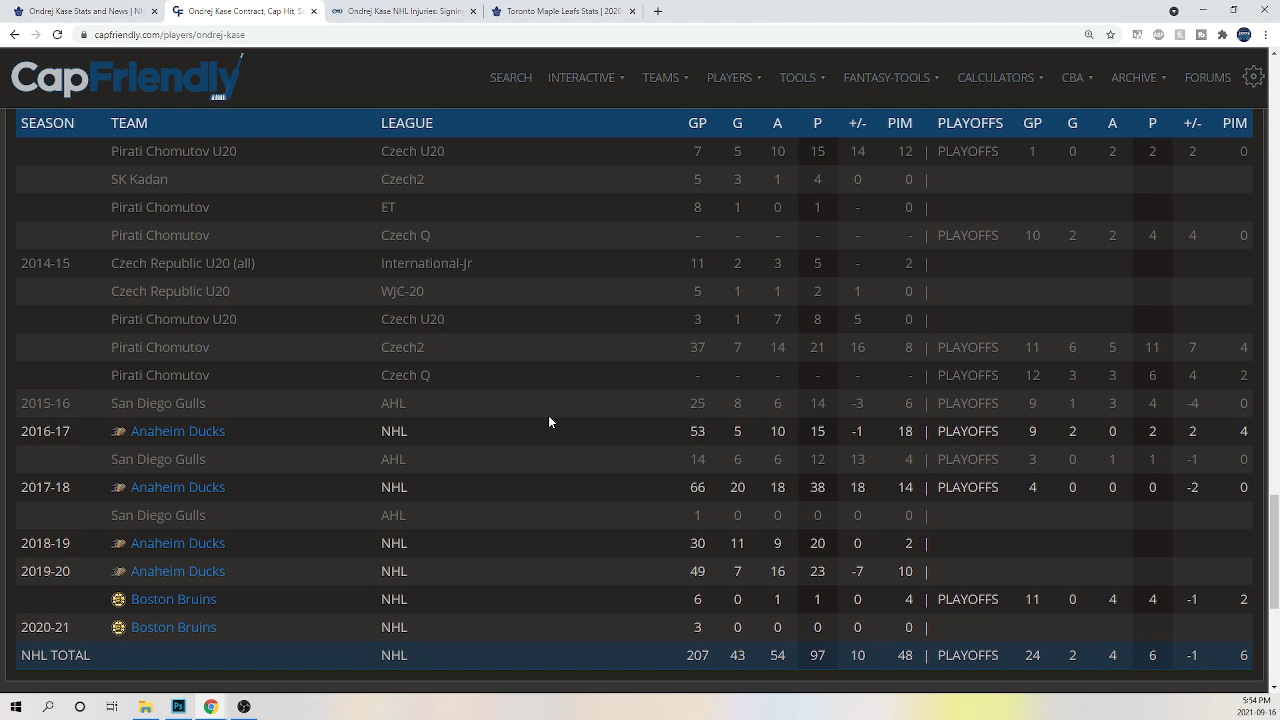 Ondrej Kase Stats and News | NH
Ondrej Kase Contract, Cap Hit, S
Ondrej Kase NHL Injuries: Signin
Toronto Maple Leafs Stats | 2020
capfriendly.com/players/ondrej-kase
CapFriendly
SEARCH INTERACTIVE TEAMS PLAYERS TOOLS FANTASY-TOOLS CALCULATORS CBA ARCHIVE FORUMS
SEASON TEAM LEAGUE GP G A P +/- PIM PLAYOFFS GP G A P +/- PIM
Pirati Chomutov U20 Czech U20 7 5 10 15 14 12 | PLAYOFFS 1 0 2 2 2 0
SK Kadan Czech2 5 3 1 4 0 0 |
Pirati Chomutov ET 8 1 0 1 - 0 |
Pirati Chomutov Czech Q - - - - - - | PLAYOFFS 10 2 2 4 4 0
2014-15 Czech Republic U20 (all) International-Jr 11 2 3 5 - 2 |
Czech Republic U20 WJC-20 5 1 1 2 1 0 |
Pirati Chomutov U20 Czech U20 3 1 7 8 5 0 |
Pirati Chomutov Czech2 37 7 14 21 16 8 | PLAYOFFS 11 6 5 11 7 4
Pirati Chomutov Czech Q - - - - - - | PLAYOFFS 12 3 3 6 4 2
2015-16 San Diego Gulls AHL 25 8 6 14 -3 6 | PLAYOFFS 9 1 3 4 -4 0
2016-17 Anaheim Ducks NHL 53 5 10 15 -1 18 | PLAYOFFS 9 2 0 2 2 4
San Diego Gulls AHL 14 6 6 12 13 4 | PLAYOFFS 3 0 1 1 -1 0
2017-18 Anaheim Ducks NHL 66 20 18 38 18 14 | PLAYOFFS 4 0 0 0 -2 0
San Diego Gulls AHL 1 0 0 0 0 0 |
2018-19 Anaheim Ducks NHL 30 11 9 20 0 2 |
2019-20 Anaheim Ducks NHL 49 7 16 23 -7 10 |
Boston Bruins NHL 6 0 1 1 0 4 | PLAYOFFS 11 0 4 4 -1 2
2020-21 Boston Bruins NHL 3 0 0 0 0 0 |
NHL TOTAL NHL 207 43 54 97 10 48 | PLAYOFFS 24 2 4 6 -1 6
Ps
5:54 PM
2021-09-16